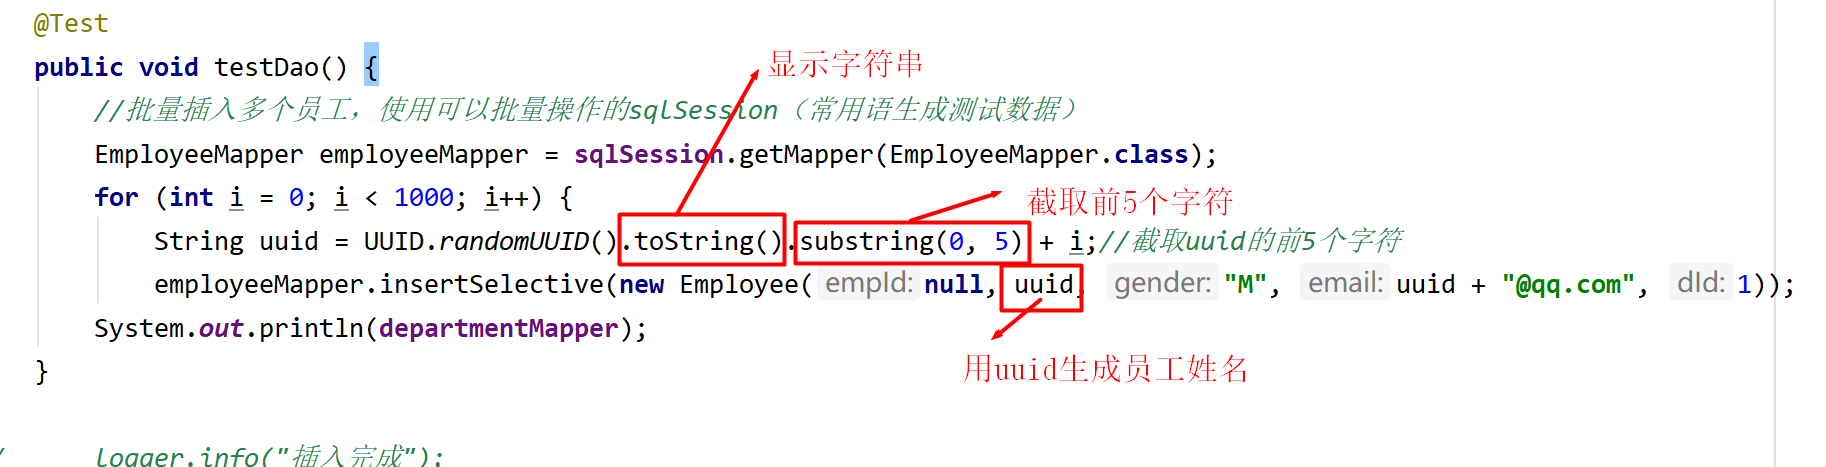 @Test
显示字符串
public void testDao() {
//批量插入多个员工，使用可以批量操作的sqlSession（常用语生成测试数据）
EmployeeMapper employeeMapper = sqlSession.getMapper(EmployeeMapper.class);
for (int i = 0; i < 1000; i++) {
截取前5个字符
String uuid = UUID.randomUUID().toString().substring(0, 5) + i;//截取uuid的前5个字符
employeeMapper.insertSelective(new Employee( empId: null, uuid, gender: "M", email: uuid + "@qq.com", dId: 1));
System.out.println(departmentMapper);
}
用uuid生成员工姓名
/ logger.info("插入完成");